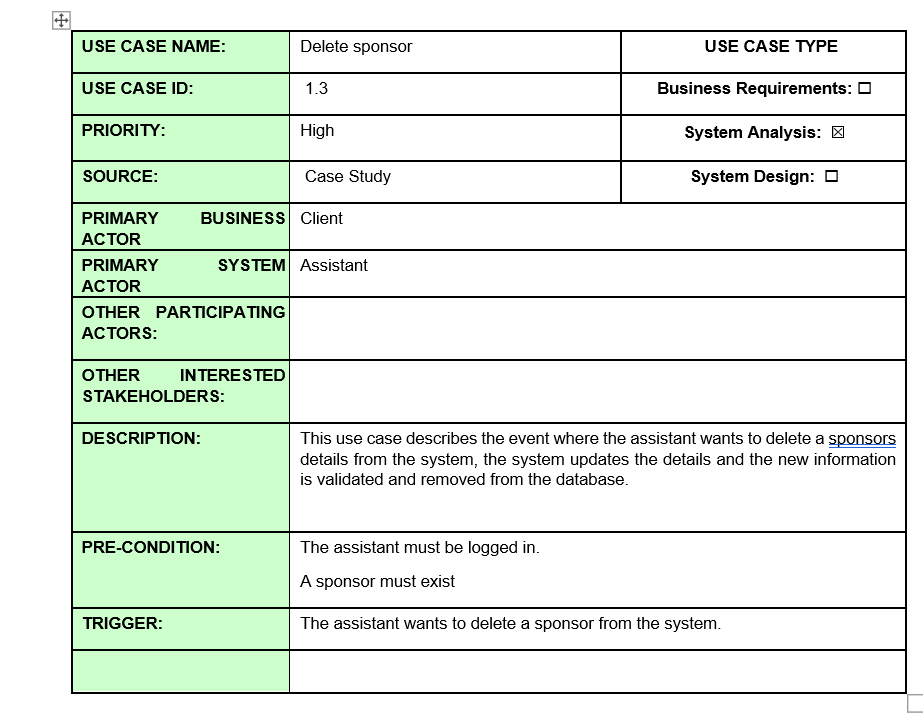 USE CASE NAME: Delete sponsor USE CASE TYPE
USE CASE ID: 1.3 Business Requirements: ☐
PRIORITY: High System Analysis: ☒
SOURCE: Case Study System Design: ☐
PRIMARY BUSINESS ACTOR Client
PRIMARY SYSTEM ACTOR Assistant
OTHER PARTICIPATING
ACTORS:
OTHER INTERESTED
STAKEHOLDERS:
DESCRIPTION: This use case describes the event where the assistant wants to delete a sponsors
details from the system, the system updates the details and the new information
is validated and removed from the database.
PRE-CONDITION: The assistant must be logged in.
A sponsor must exist
TRIGGER: The assistant wants to delete a sponsor from the system.